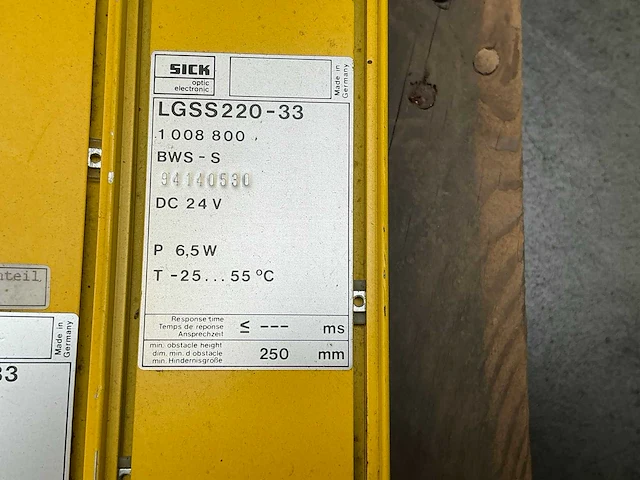 SICK
optic
electronic
Made in
Germany
LGSS220-33
1 008 800
BWS - S
94140530
DC 24 V
P 6,5 W
T -25...55 °C
Response time
Temps de reponse
Ansprechzeit
≤ --- ms
min. obstacle height
dim. min. d'obstacle
min. Hindernisgröße
250 mm
nteil
Made in
Germany
33